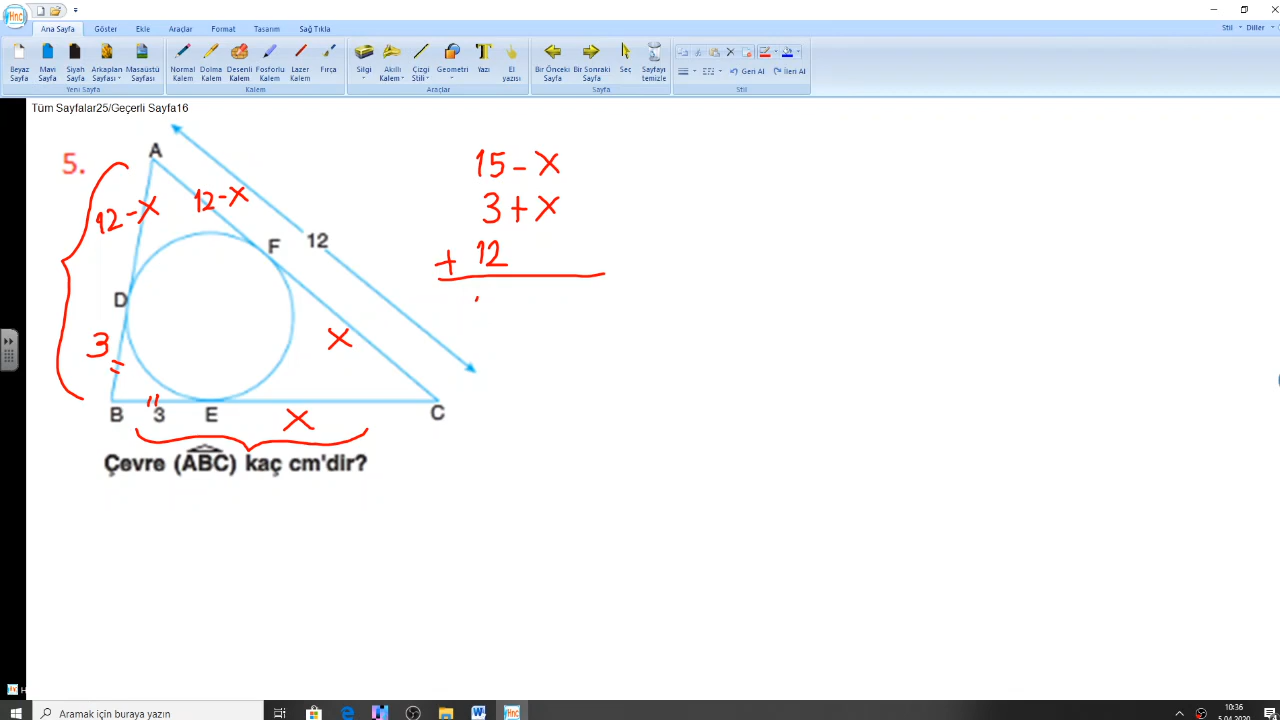 Ana Sayfa Göster Ekle Araçlar Format Tasarım Sağ Tıkla
Stil Diller
Beyaz Sayfa Mavi Sayfa Siyah Sayfa Arkaplan Sayfası Masaüstü Sayfası
Normal Kalem Dolma Kalem Desenli Kalem Fosforlu Kalem Lazer Kalem Fırça
Silgi Akıllı Kalem Çizgi Stili Geometri Yazı El yazısı
Bir Önceki Sayfa Bir Sonraki Sayfa Sec Sayfayı temizle
Geri Al İleri Al
Yeni Sayfa Kalem Araçlar Sayfa Stil
Tüm Sayfalar25/Geçerli Sayfa16
5.
A
12-x 12-x
F 12
D
3 x
B 3 E x C
Çevre (ABC) kaç cm'dir?
15-x
3+x
+ 12
Aramak için buraya yazın
10:36
5.04.2020